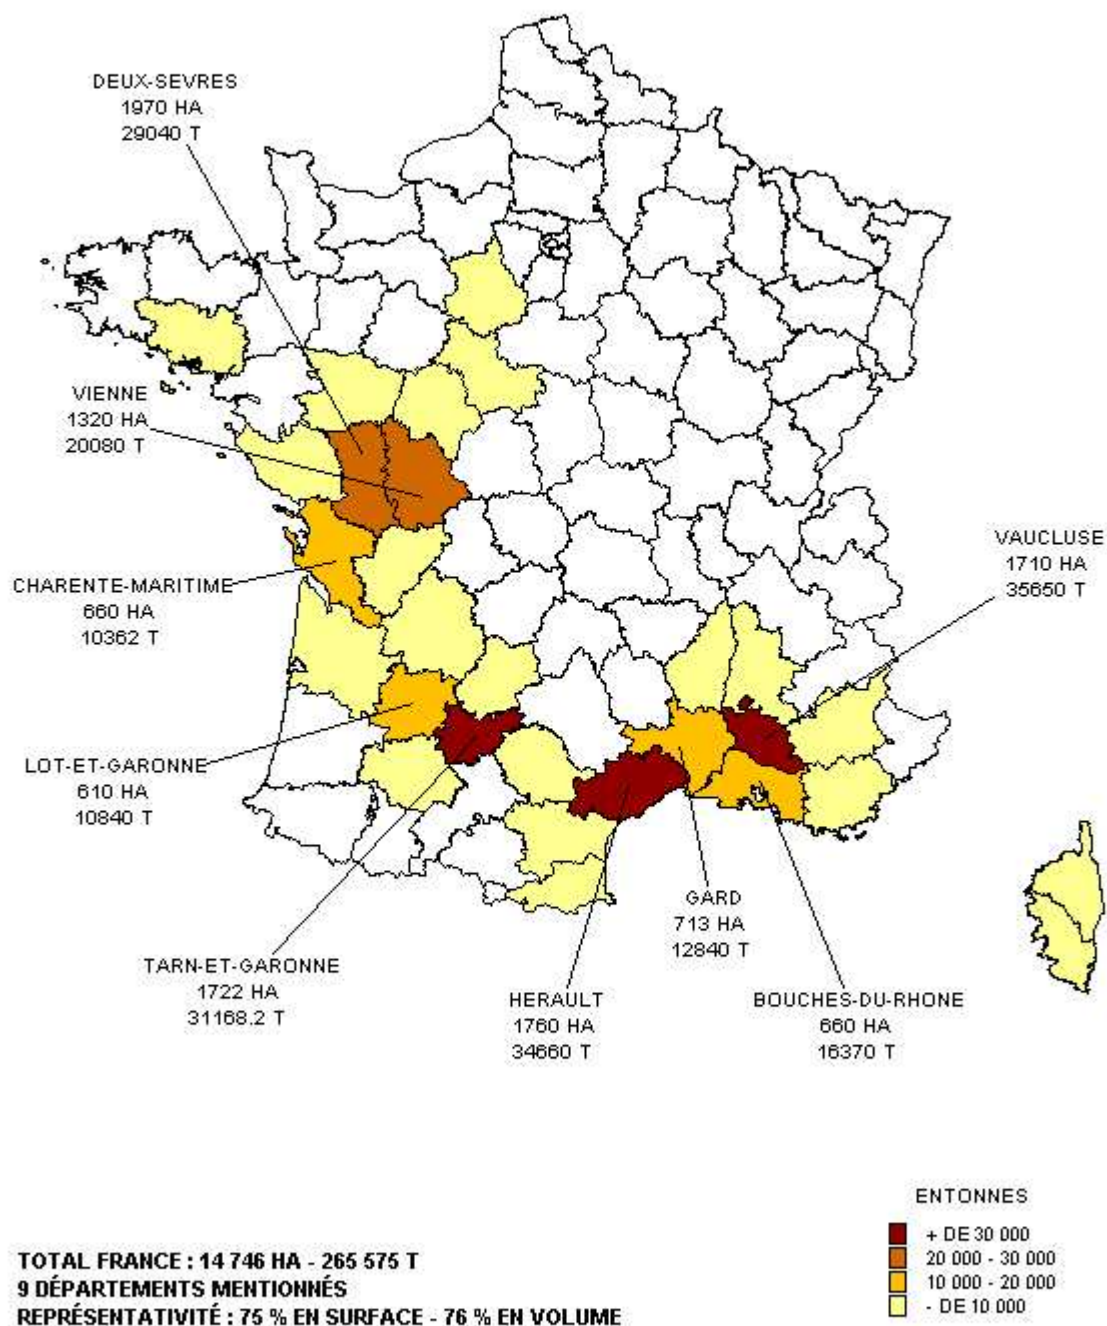 DEUX-SEVRES
1970 HA
29040 T
VIENNE
1320 HA
20080 T
VAUCLUSE
1710 HA
35650 T
CHARENTE-MARITIME
660 HA
10362 T
LOT-ET-GARONNE
610 HA
10840 T
GARD
713 HA
12840 T
TARN-ET-GARONNE
1722 HA
31168.2 T
HERAULT
1760 HA
34660 T
BOUCHES-DU-RHONE
660 HA
16370 T
ENTONNES
+ DE 30 000
20 000 - 30 000
10 000 - 20 000
- DE 10 000
TOTAL FRANCE : 14 746 HA - 265 575 T
9 DÉPARTEMENTS MENTIONNÉS
REPRÉSENTATIVITÉ : 75 % EN SURFACE - 76 % EN VOLUME